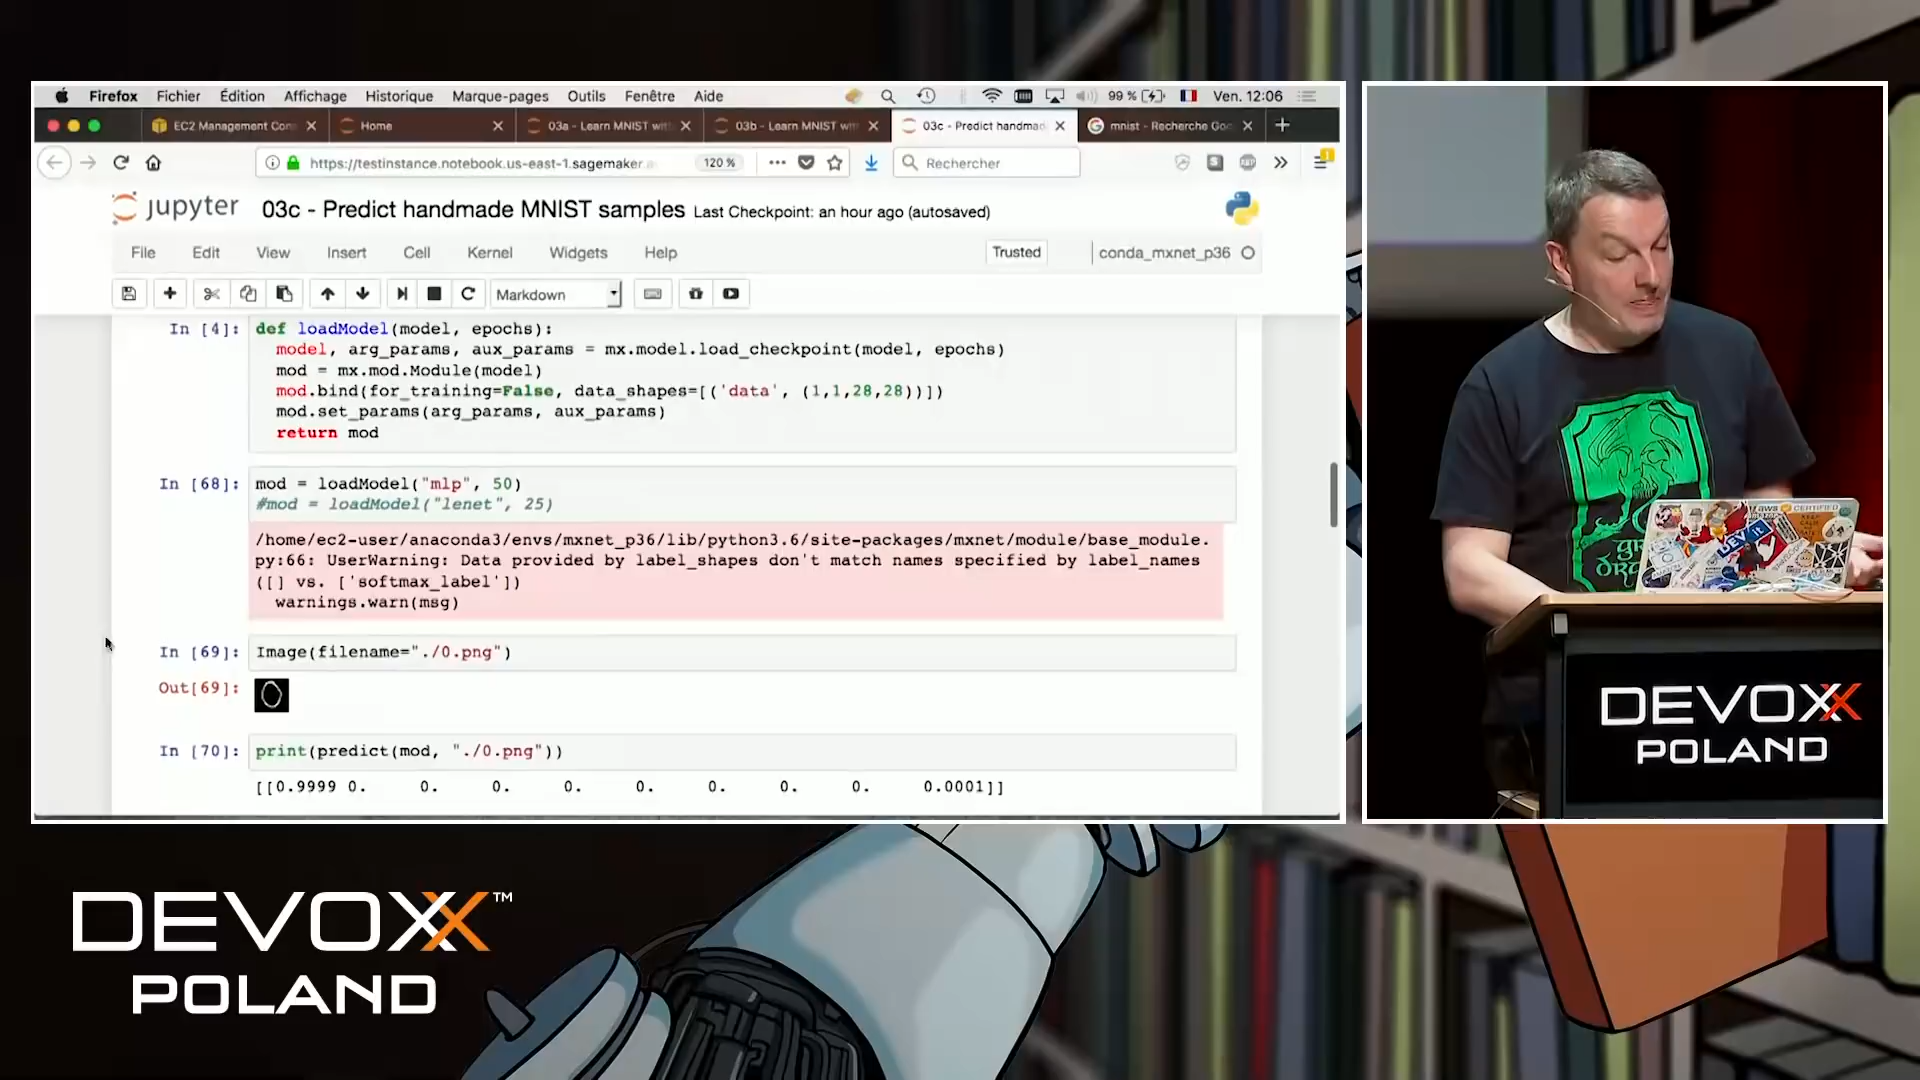 Firefox Fichier Édition Affichage Historique Marque-pages Outils Fenêtre Aide 99 % Ven. 12:06
EC2 Management Con
Home
03a - Learn MNIST wit
03b - Learn MNIST wit
03c - Predict handmad
mnist - Recherche Goo
https://testinstance.notebook.us-east-1.sagemaker.a
120 %
Rechercher
jupyter 03c - Predict handmade MNIST samples Last Checkpoint: an hour ago (autosaved)
File Edit View Insert Cell Kernel Widgets Help Trusted conda_mxnet_p36
Markdown
In [4]: def loadModel(model, epochs):
model, arg_params, aux_params = mx.model.load_checkpoint(model, epochs)
mod = mx.mod.Module(model)
mod.bind(for_training=False, data_shapes=[('data', (1,1,28,28))])
mod.set_params(arg_params, aux_params)
return mod
In [68]: mod = loadModel("mlp", 50)
#mod = loadModel("lenet", 25)
/home/ec2-user/anaconda3/envs/mxnet_p36/lib/python3.6/site-packages/mxnet/module/base_module.
py:66: UserWarning: Data provided by label_shapes don't match names specified by label_names
([] vs. ['softmax_label'])
warnings.warn(msg)
In [69]: Image(filename="./0.png")
Out[69]:
In [70]: print(predict(mod, "./0.png"))
[[0.9999 0. 0. 0. 0. 0. 0. 0. 0. 0.0001]]
aws CERTIFIED
DEV it
DEVOXX
POLAND
DEVOXX™
POLAND